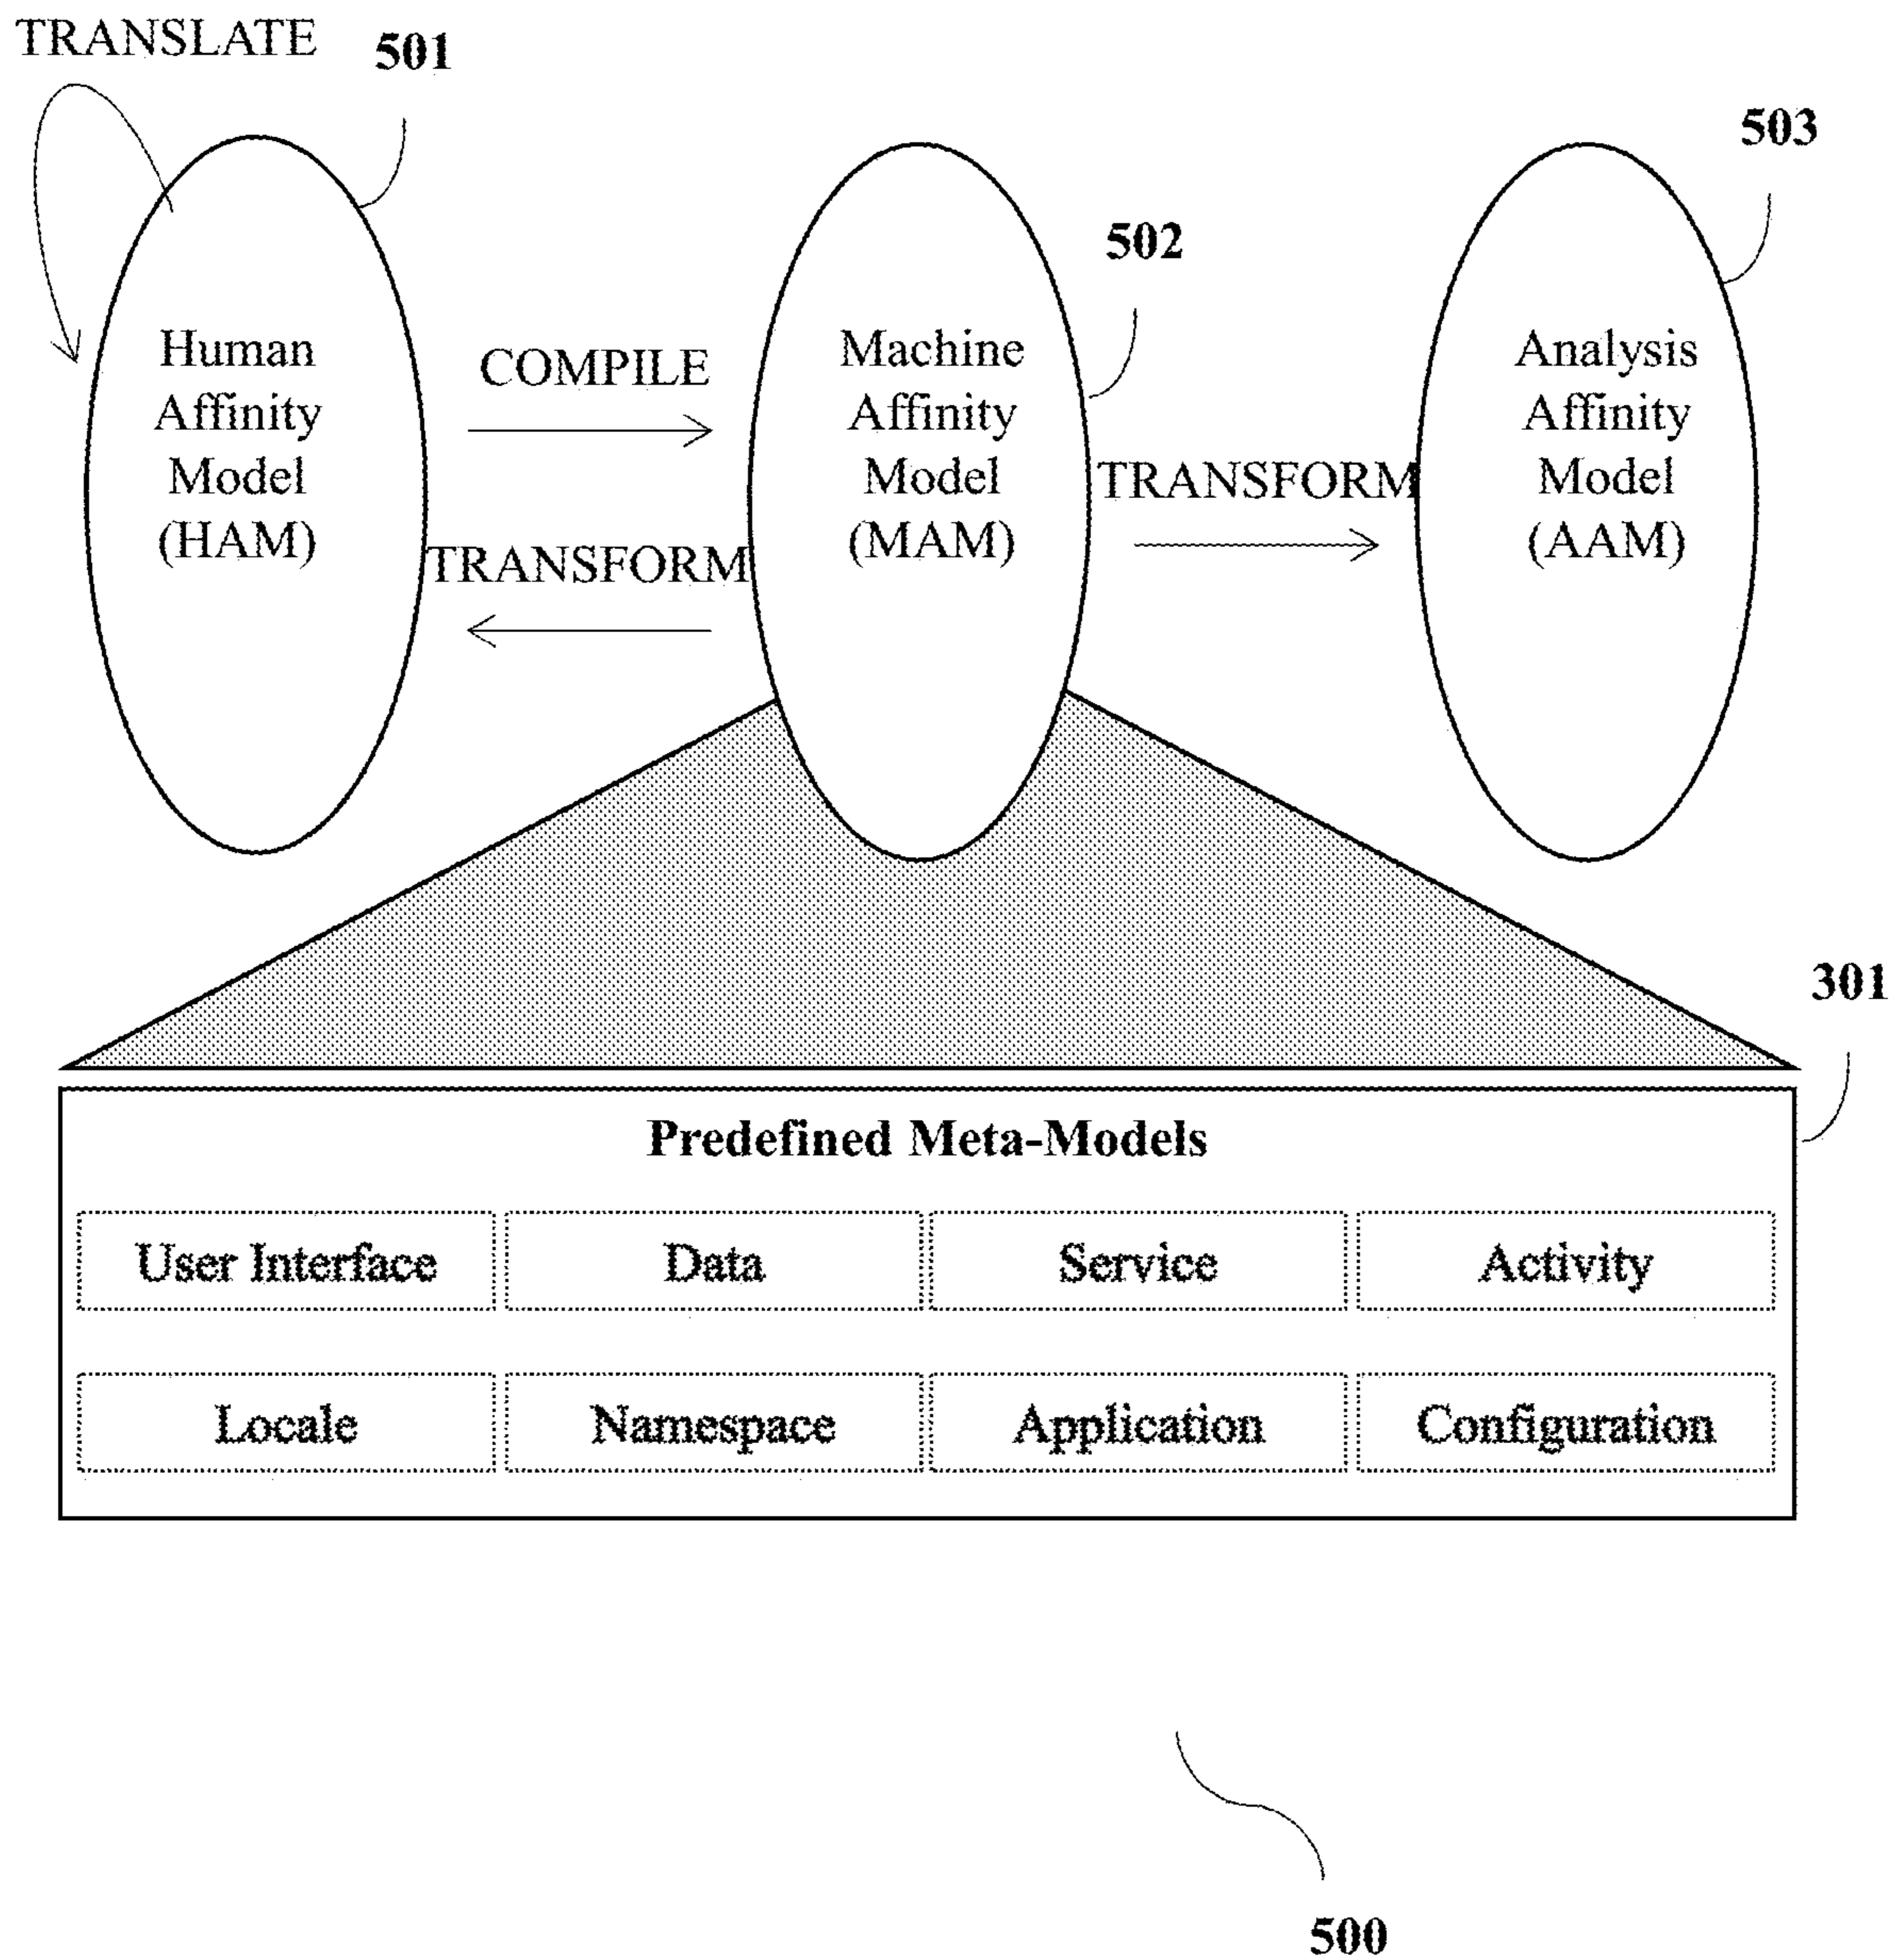 TRANSLATE
501
503
502
Human
Affinity
Model
(HAM)
COMPILE
TRANSFORM
Machine
Affinity
Model
(MAM)
TRANSFORM
Analysis
Affinity
Model
(AAM)
301
Predefined Meta-Models
User Interface
Data
Service
Activity
Locale
Namespace
Application
Configuration
500